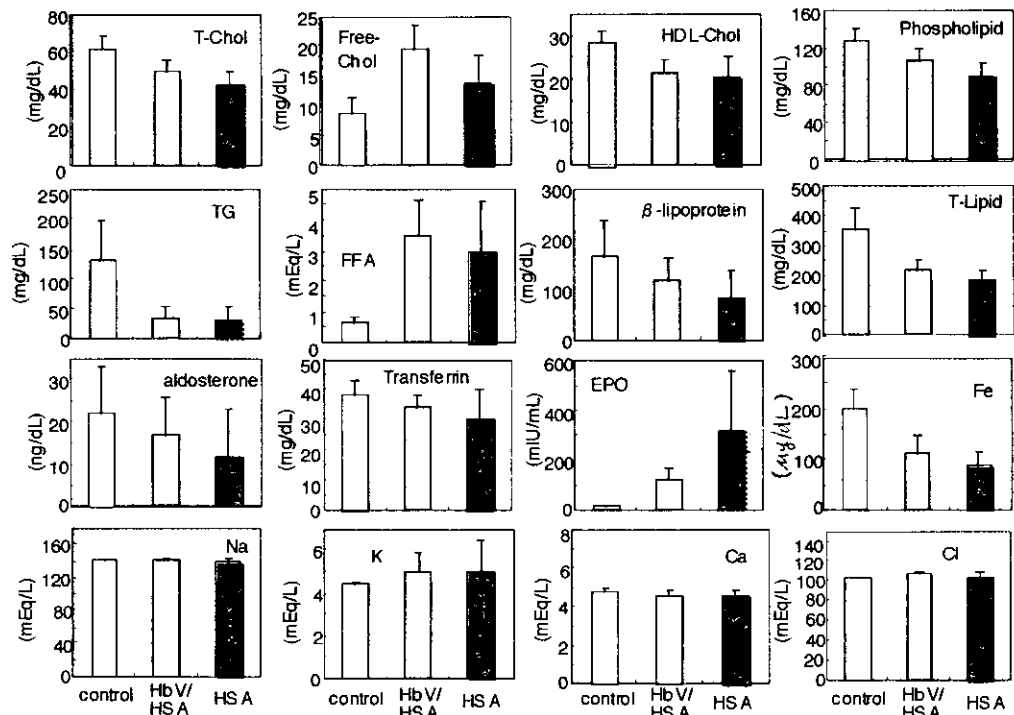 T-Chol
(mg/dL)
80
60
40
20
0
Free-
Chol
(mg/dL)
25
20
15
10
5
0
HDL-Chol
(mg/dL)
30
20
10
0
Phospholipid
(mg/dL)
160
120
80
40
0
TG
(mg/dL)
250
200
150
100
50
0
FFA
(mEq/L)
5
4
3
2
1
0
β-lipoprotein
(mg/dL)
300
200
100
0
T-Lipid
(mg/dL)
500
400
300
200
100
0
aldosterone
(ng/dL)
30
20
10
0
Transferrin
(mg/dL)
50
40
30
20
10
0
EPO
(mIU/mL)
600
400
200
0
Fe
(μg/dL)
200
100
0
Na
(mEq/L)
160
120
80
40
0
K
(mEq/L)
6
4
2
0
Ca
(mEq/L)
6
4
2
0
Cl
(mEq/L)
140
120
100
80
60
40
20
0
control
HbV/
HSA
HSA
control
HbV/
HSA
HSA
control
HbV/
HSA
HSA
control
HbV/
HSA
HSA